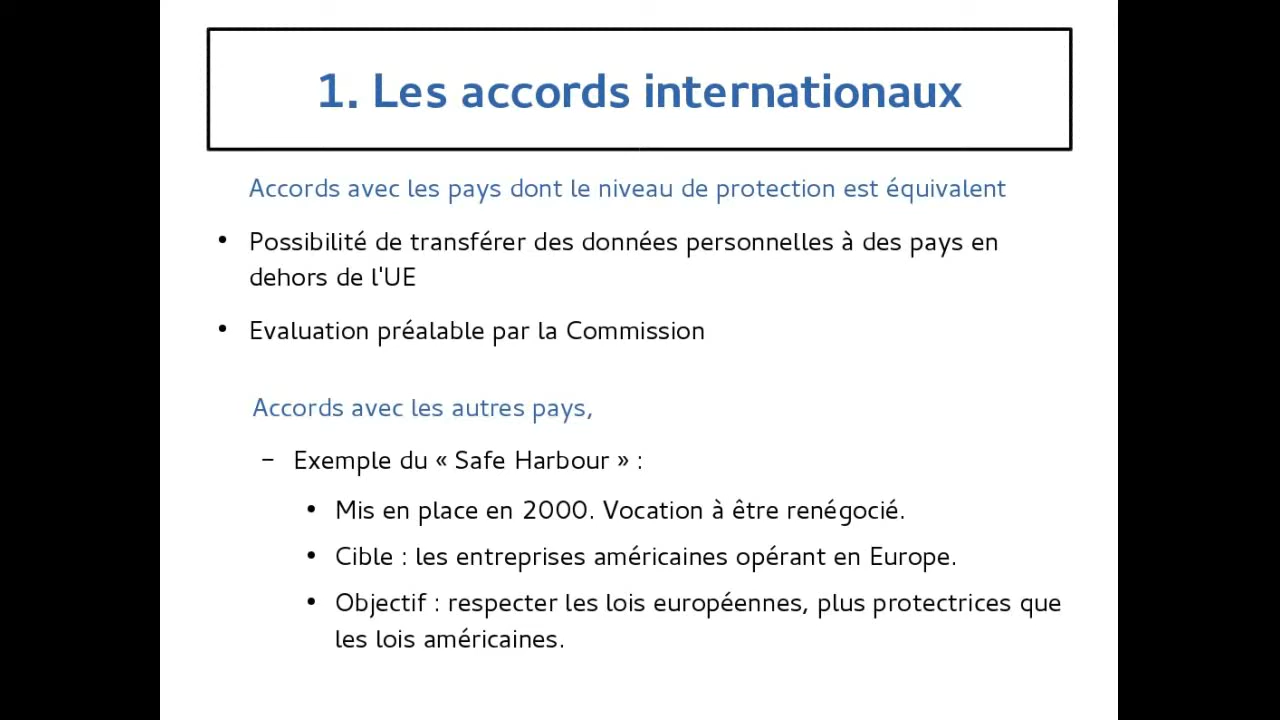 1. Les accords internationaux
Accords avec les pays dont le niveau de protection est équivalent
• Possibilité de transférer des données personnelles à des pays en
dehors de l'UE
• Evaluation préalable par la Commission
Accords avec les autres pays,
– Exemple du « Safe Harbour » :
• Mis en place en 2000. Vocation à être renégocié.
• Cible : les entreprises américaines opérant en Europe.
• Objectif : respecter les lois européennes, plus protectrices que
les lois américaines.